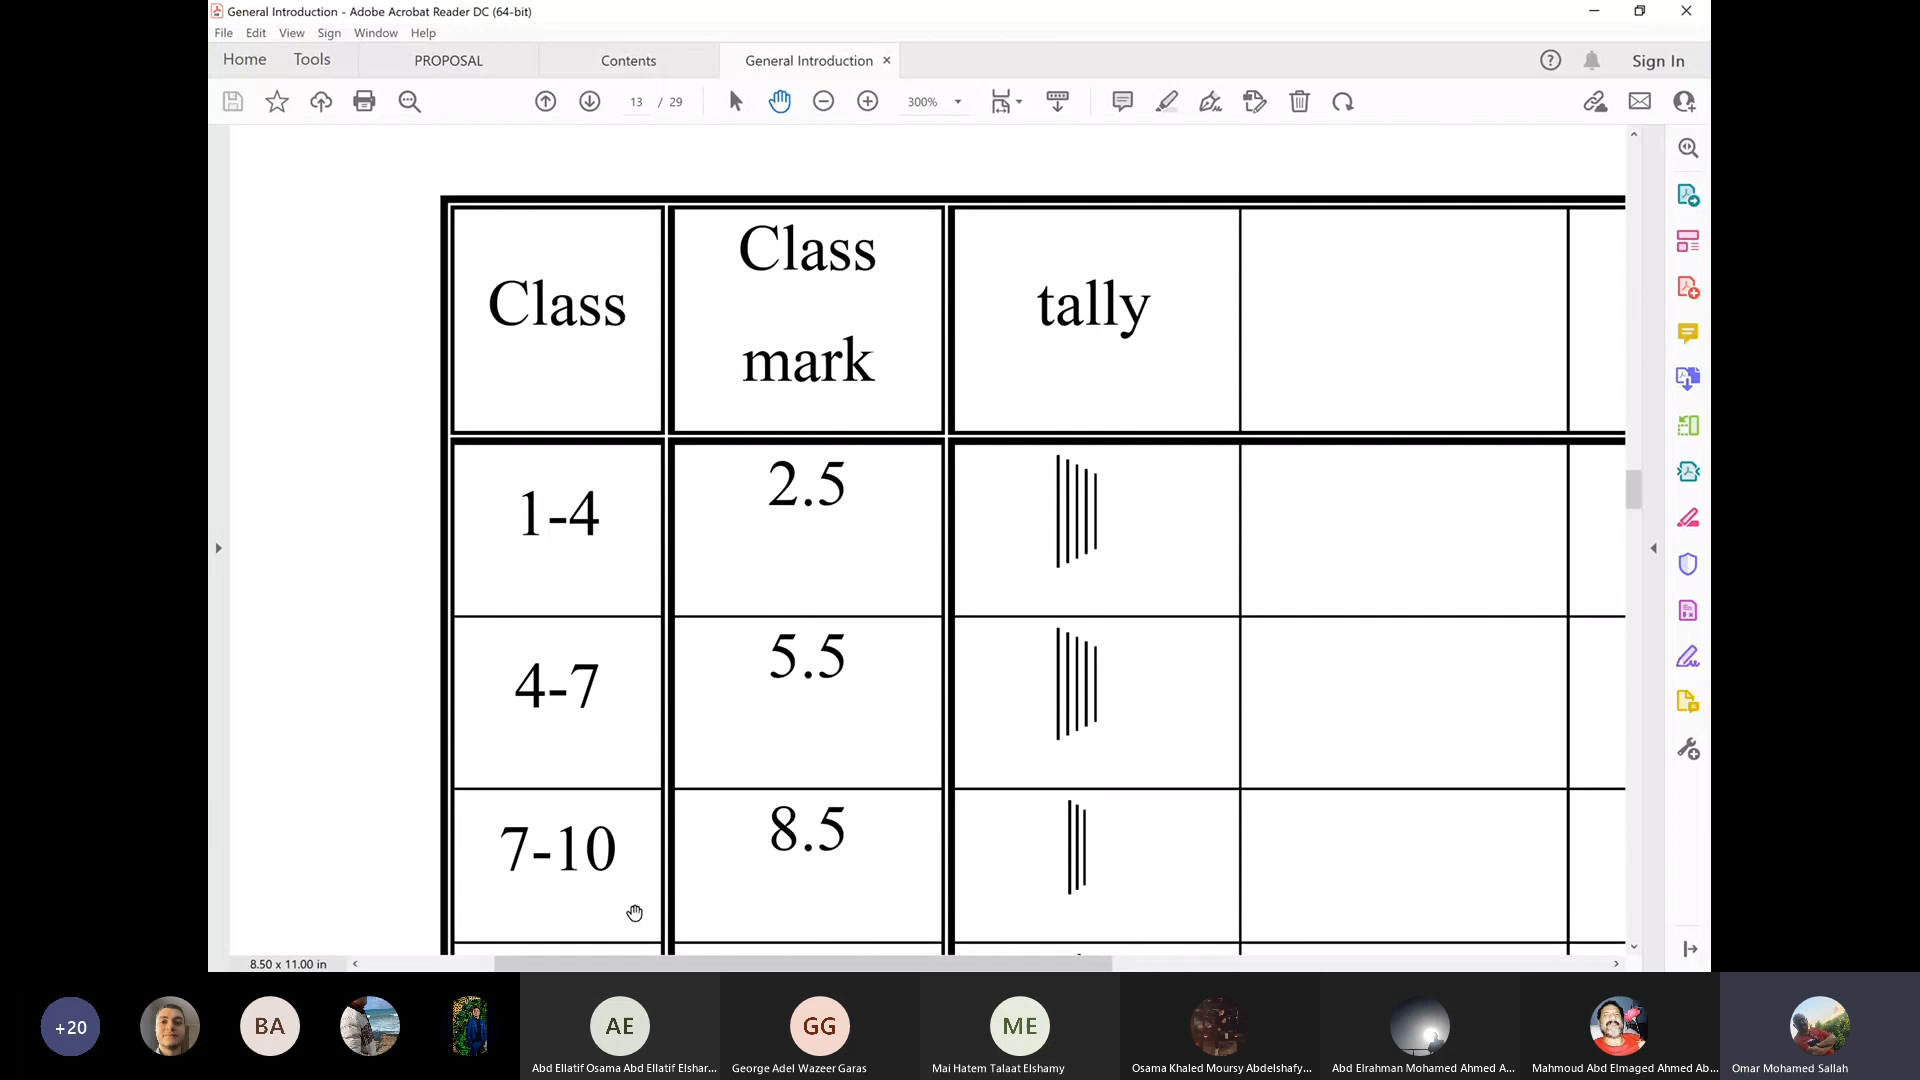 General Introduction - Adobe Acrobat Reader DC (64-bit)
File Edit View Sign Window Help
Home Tools PROPOSAL Contents General Introduction Sign In
13 / 29 300%
Class
Class
mark
tally
1-4
2.5
4-7
5.5
7-10
8.5
8.50 x 11.00 in
+20
BA
AE
GG
ME
Abd Ellatif Osama Abd Ellatif Elshar...
George Adel Wazeer Garas
Mai Hatem Talaat Elshamy
Osama Khaled Moursy Abdelshafy...
Abd Elrahman Mohamed Ahmed A...
Mahmoud Abd Elmaged Ahmed Ab...
Omar Mohamed Sallah